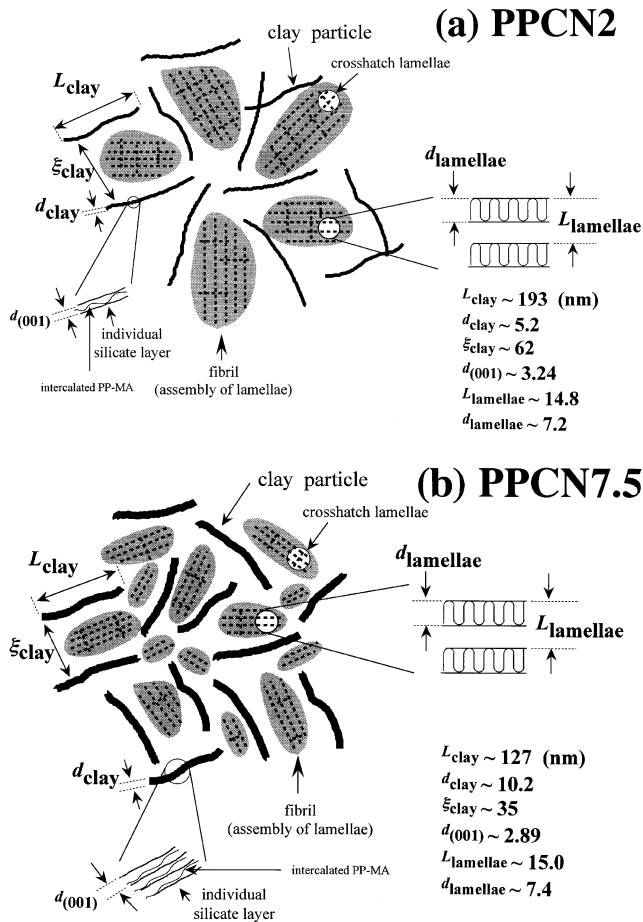 (a) PPCN2
clay particle
crosshatch lamellae
Lclay
ξclay
dclay
dlamellae
Llamellae
d(001)
individual
silicate layer
intercalated PP-MA
fibril
(assembly of lamellae)
Lclay ~ 193 (nm)
dclay ~ 5.2
ξclay ~ 62
d(001) ~ 3.24
Llamellae ~ 14.8
dlamellae ~ 7.2
(b) PPCN7.5
clay particle
crosshatch lamellae
Lclay
ξclay
dlamellae
Llamellae
dclay
fibril
(assembly of lamellae)
intercalated PP-MA
d(001)
individual
silicate layer
Lclay ~ 127 (nm)
dclay ~ 10.2
ξclay ~ 35
d(001) ~ 2.89
Llamellae ~ 15.0
dlamellae ~ 7.4